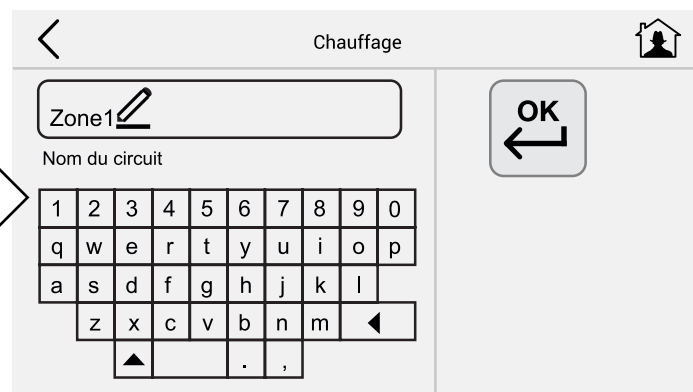 Chauffage
Zone1
OK
Nom du circuit
1 2 3 4 5 6 7 8 9 0
q w e r t y u i o p
a s d f g h j k l
z x c v b n m
. ,